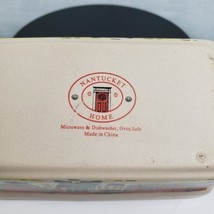 NANTUCKET
HOME
Microwave & Dishwasher, Oven Safe
Made in China